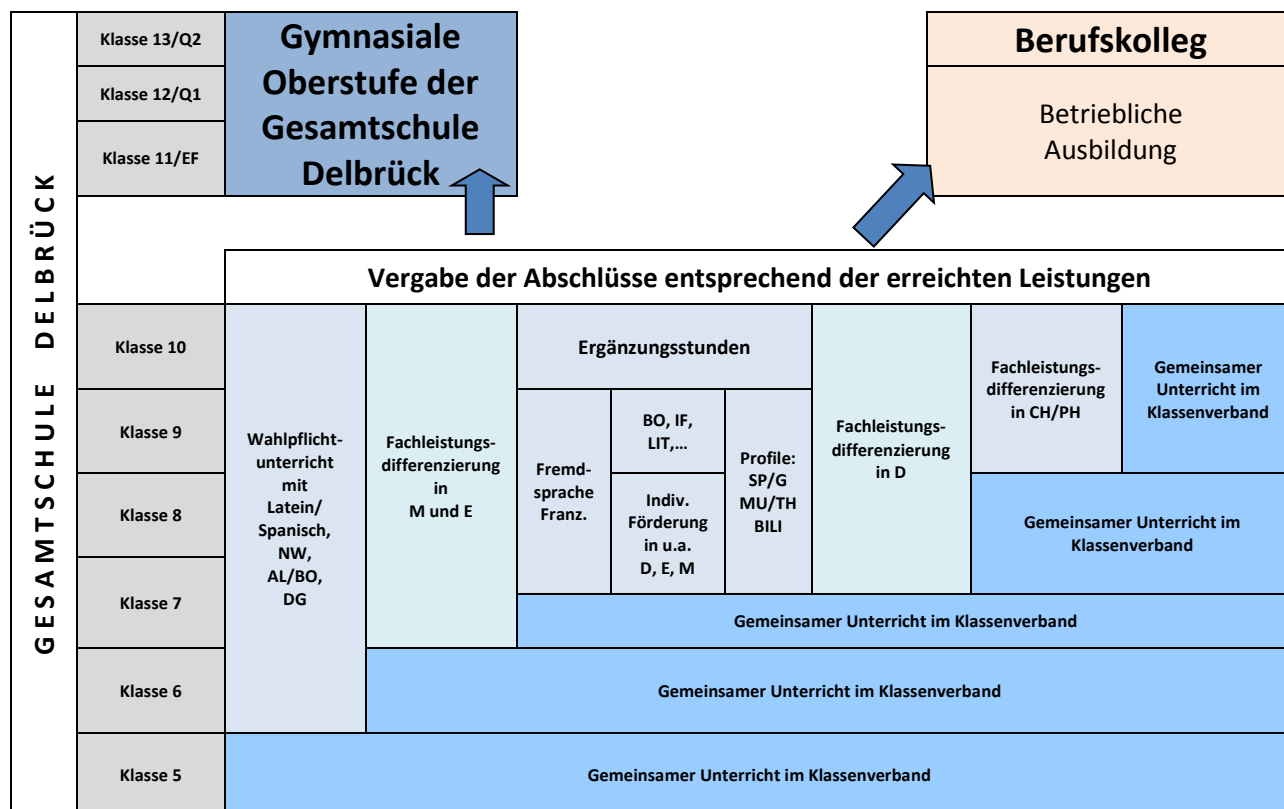 GESAMTSCHULE DELBRÜCK
Klasse 13/Q2
Klasse 12/Q1
Klasse 11/EF
Gymnasiale
Oberstufe der
Gesamtschule
Delbrück
Berufskolleg
Betriebliche
Ausbildung
Vergabe der Abschlüsse entsprechend der erreichten Leistungen
Klasse 10
Klasse 9
Klasse 8
Klasse 7
Klasse 6
Klasse 5
Wahlpflicht-
unterricht
mit
Latein/
Spanisch,
NW,
AL/BO,
DG
Fachleistungs-
differenzierung
in
M und E
Ergänzungsstunden
Fremd-
sprache
Franz.
BO, IF,
LIT,...
Indiv.
Förderung
in u.a.
D, E, M
Profile:
SP/G
MU/TH
BILI
Fachleistungs-
differenzierung
in D
Fachleistungs-
differenzierung
in CH/PH
Gemeinsamer
Unterricht im
Klassenverband
Gemeinsamer Unterricht im
Klassenverband
Gemeinsamer Unterricht im Klassenverband
Gemeinsamer Unterricht im Klassenverband
Gemeinsamer Unterricht im Klassenverband